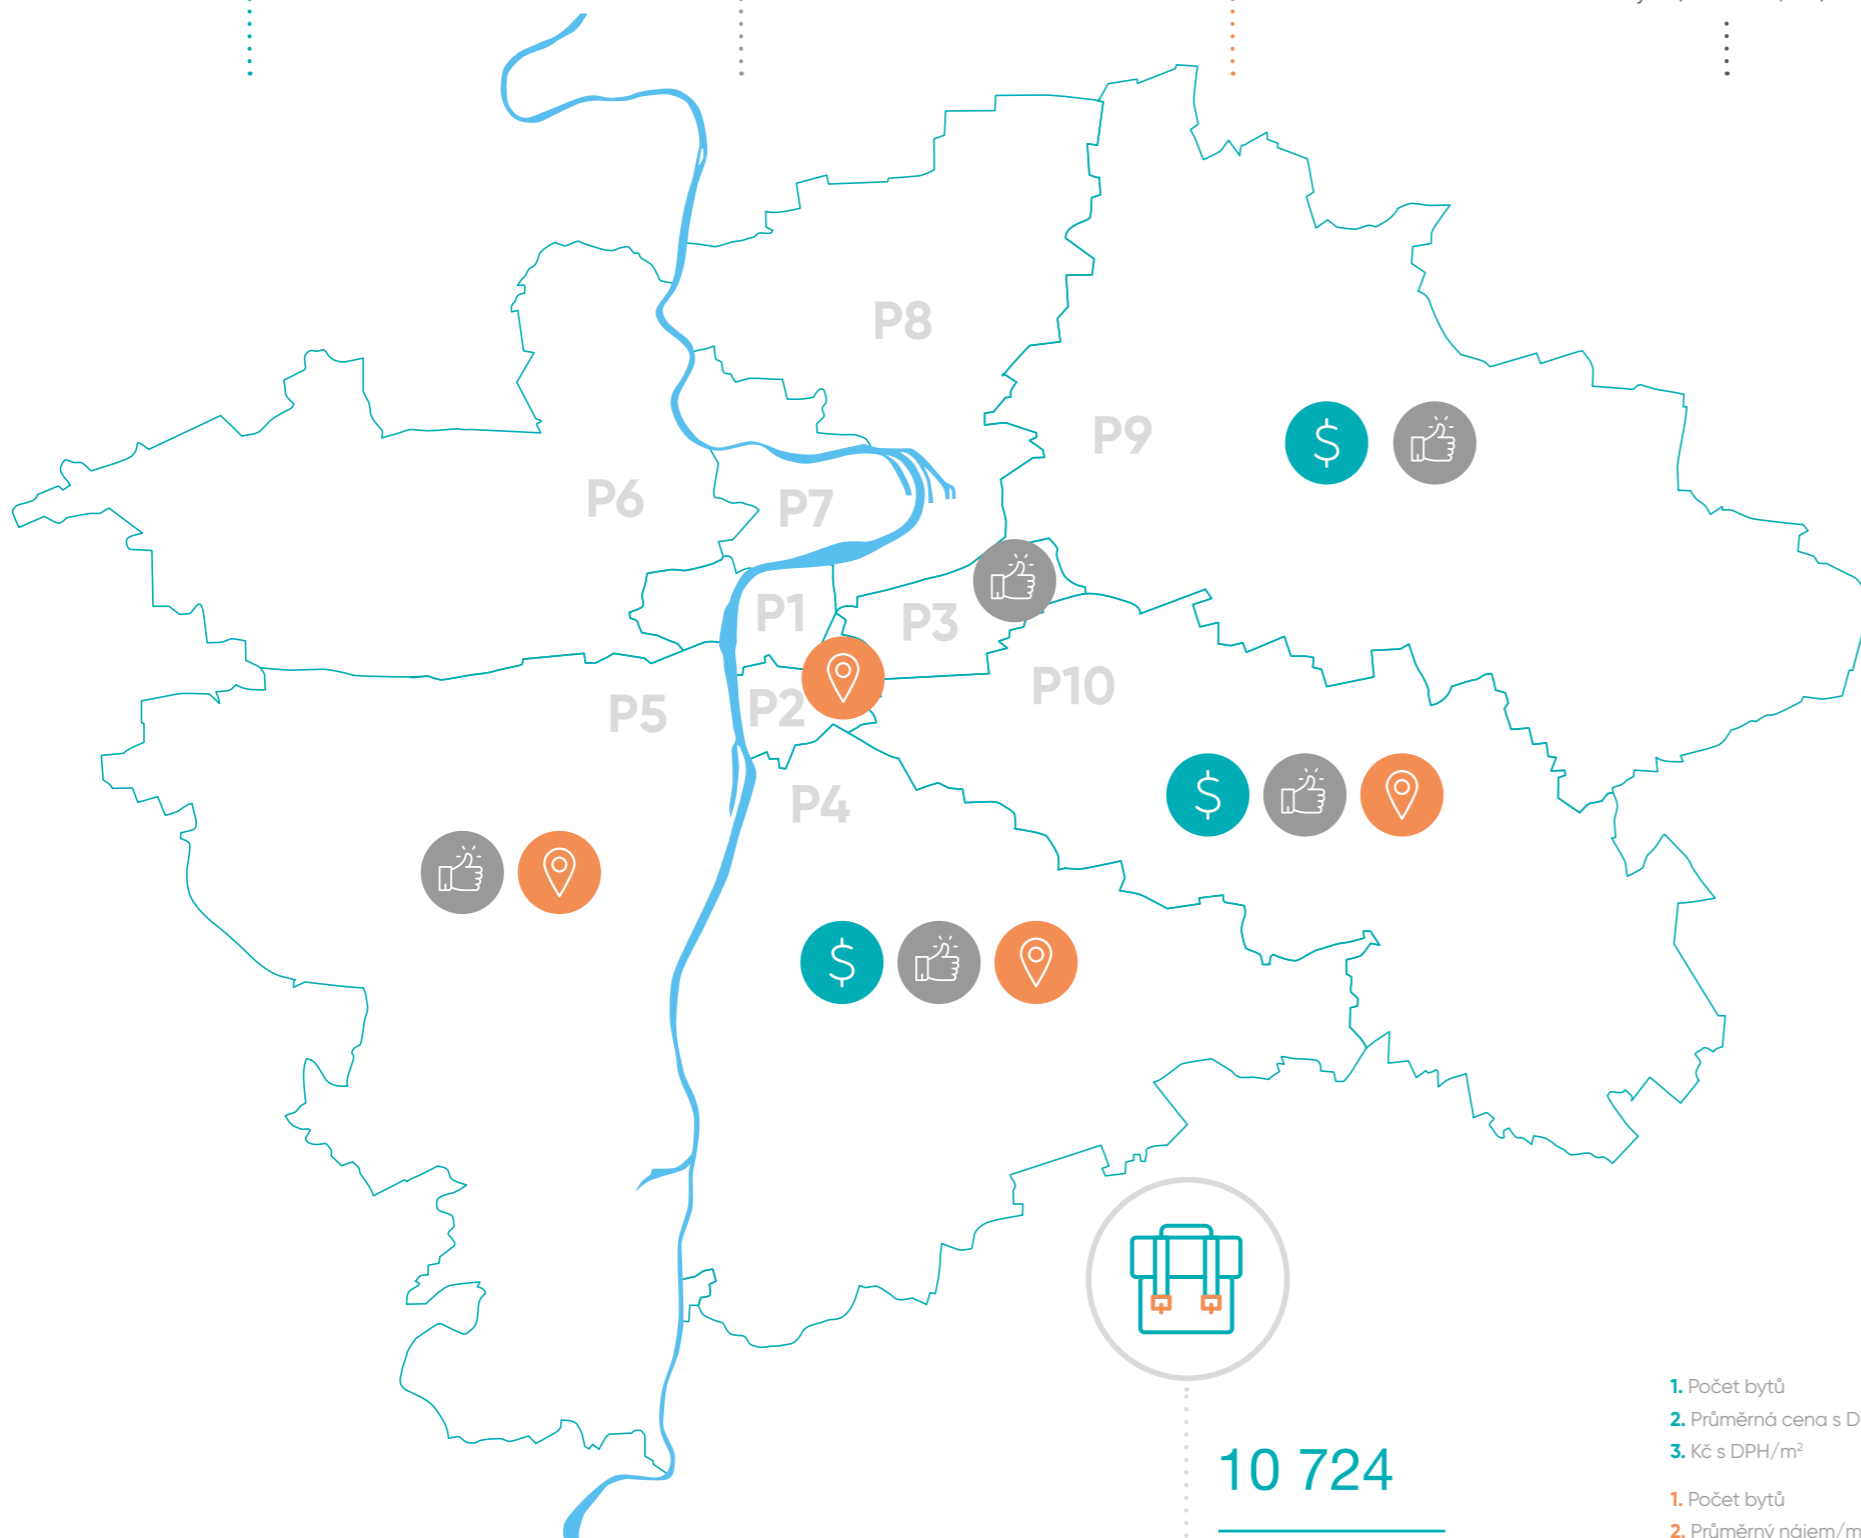 P8
P9
P6
P7
P1
P3
P10
P5
P2
P4
10 724
1. Počet bytů
2. Průměrná cena s D
3. Kč s DPH/m²
1. Počet bytů
2. Průměrný nájem/m